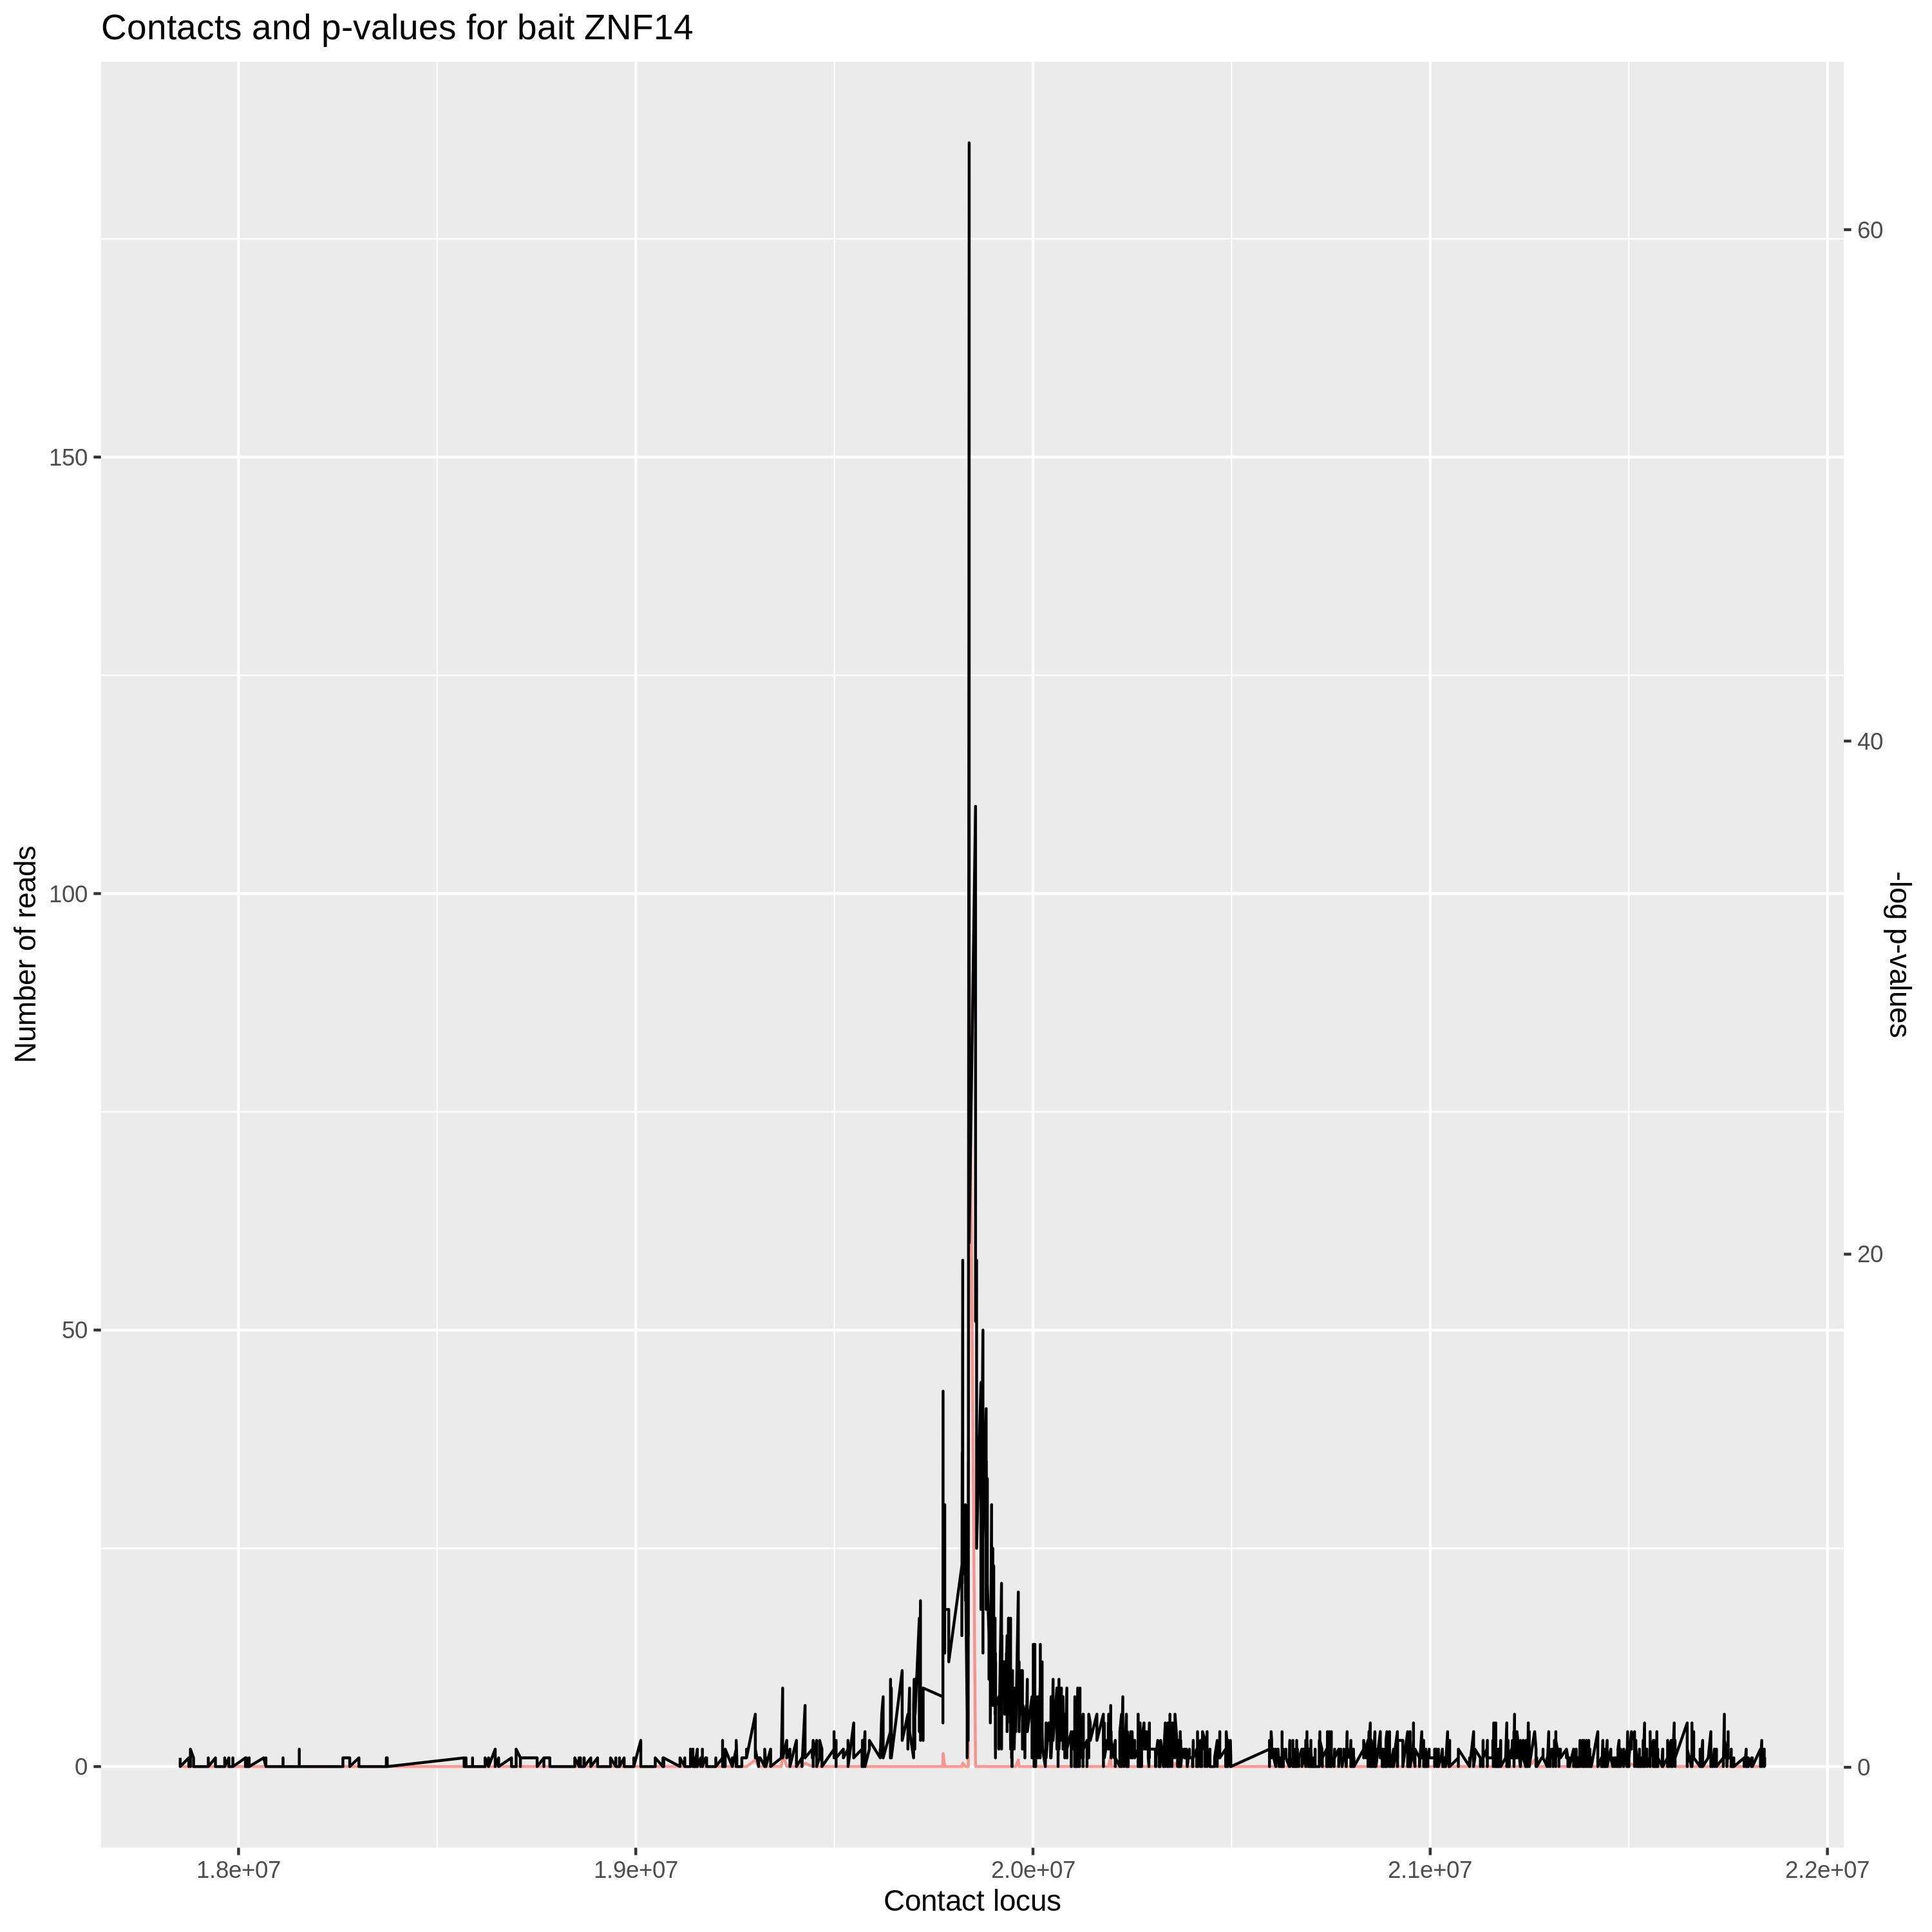 Contacts and p-values for bait ZNF14
60
150
40
100
Number of reads
-log p-values
20
50
0
0
1.8e+07
1.9e+07
2.0e+07
2.1e+07
2.2e+07
Contact locus